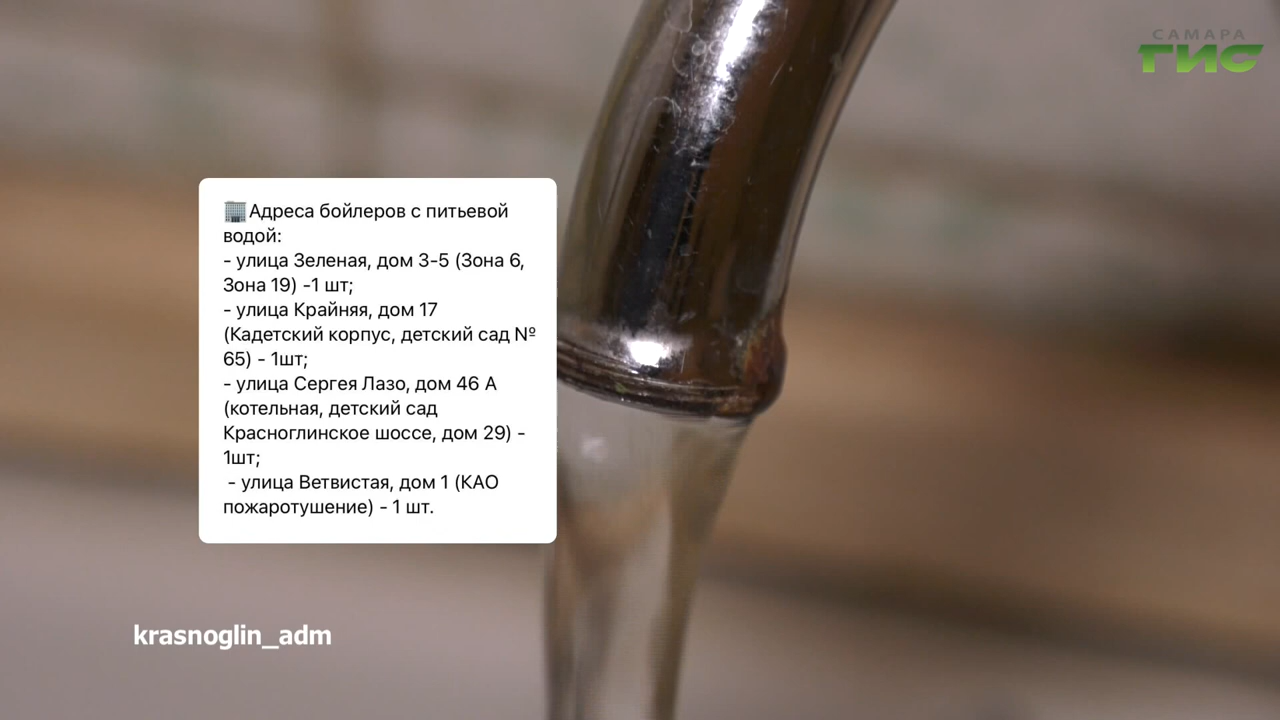 САМАРА
ГИС
🏢Адреса бойлеров с питьевой
водой:
- улица Зеленая, дом 3-5 (Зона 6,
Зона 19) -1 шт;
- улица Крайняя, дом 17
(Кадетский корпус, детский сад №
65) - 1шт;
- улица Сергея Лазо, дом 46 А
(котельная, детский сад
Красноглинское шоссе, дом 29) -
1шт;
- улица Ветвистая, дом 1 (КАО
пожаротушение) - 1 шт.
krasnoglin_adm